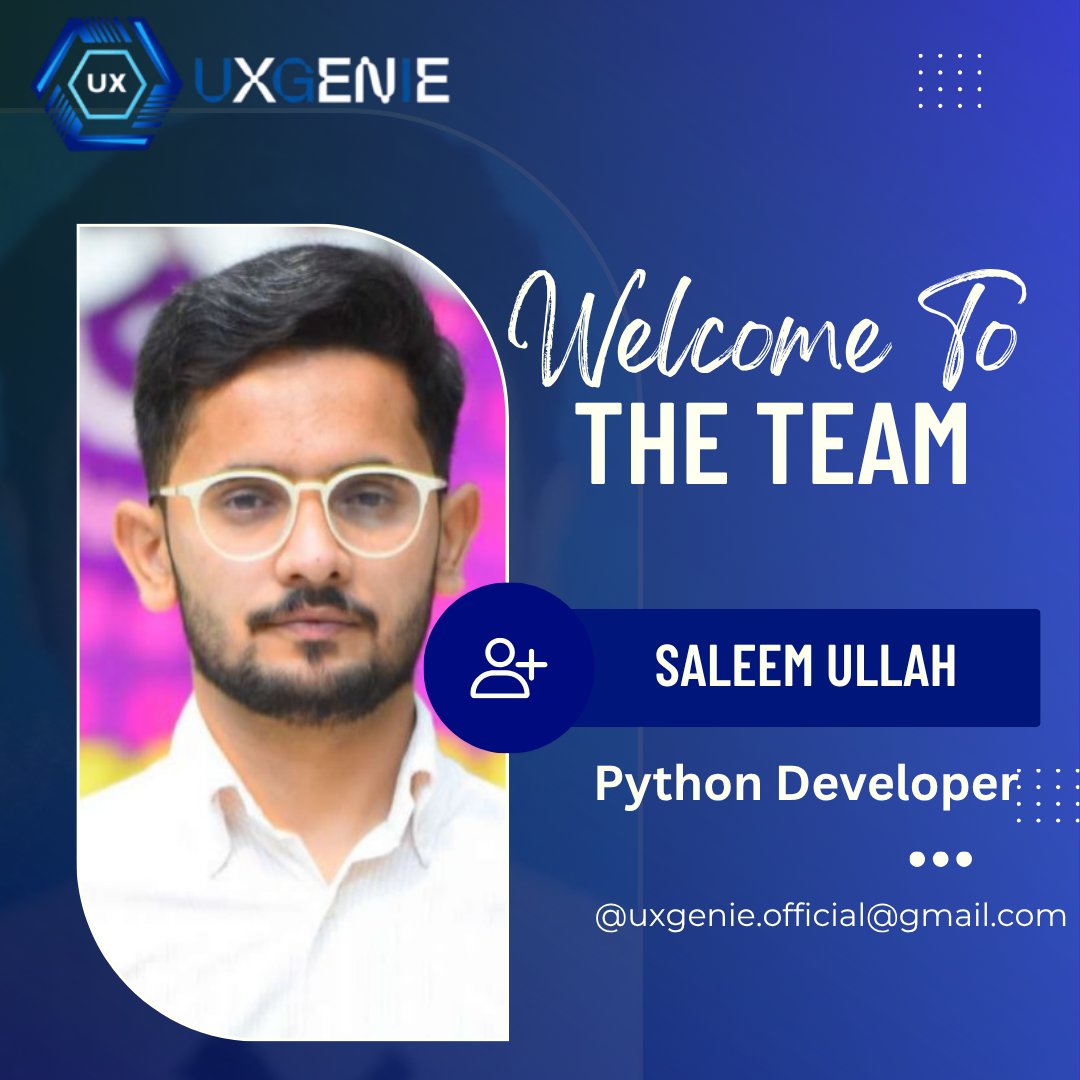 UX
UXGENIE
Welcome To
THE TEAM
SALEEM ULLAH
Python Developer
@uxgenie.official@gmail.com